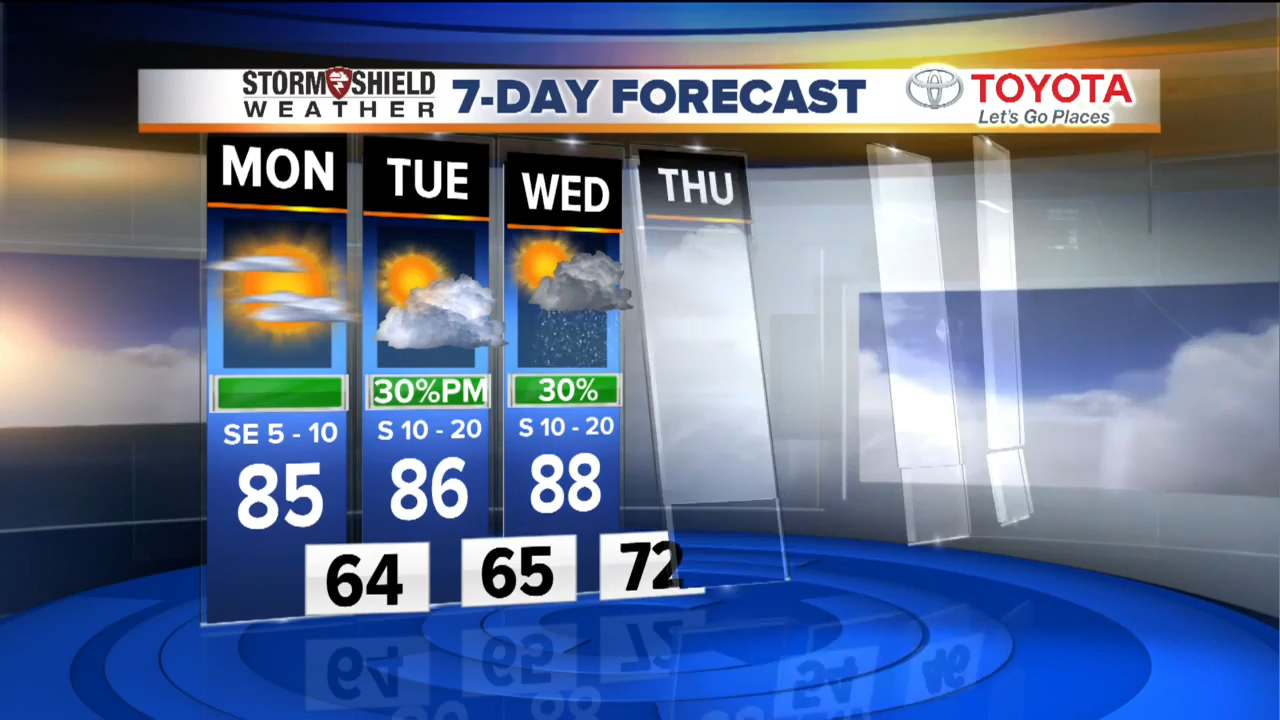 STORM SHIELD
WEATHER
7-DAY FORECAST
TOYOTA
Let's Go Places
MON
TUE
WED
THU
30%PM
30%
SE 5 - 10
S 10 - 20
S 10 - 20
85
86
88
64
65
72